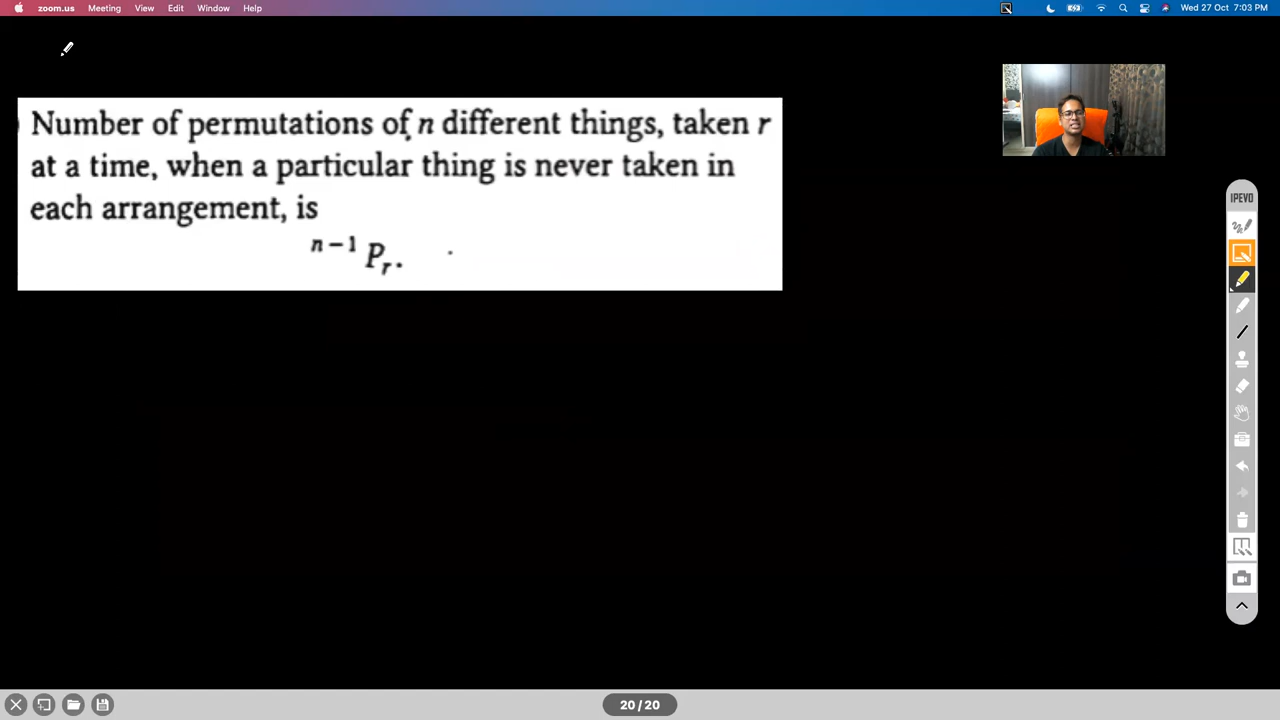 zoom.us Meeting View Edit Window Help Wed 27 Oct 7:03 PM
Number of permutations of n different things, taken r
at a time, when a particular thing is never taken in
each arrangement, is
n−1 Pr.
IPEVO
20 / 20